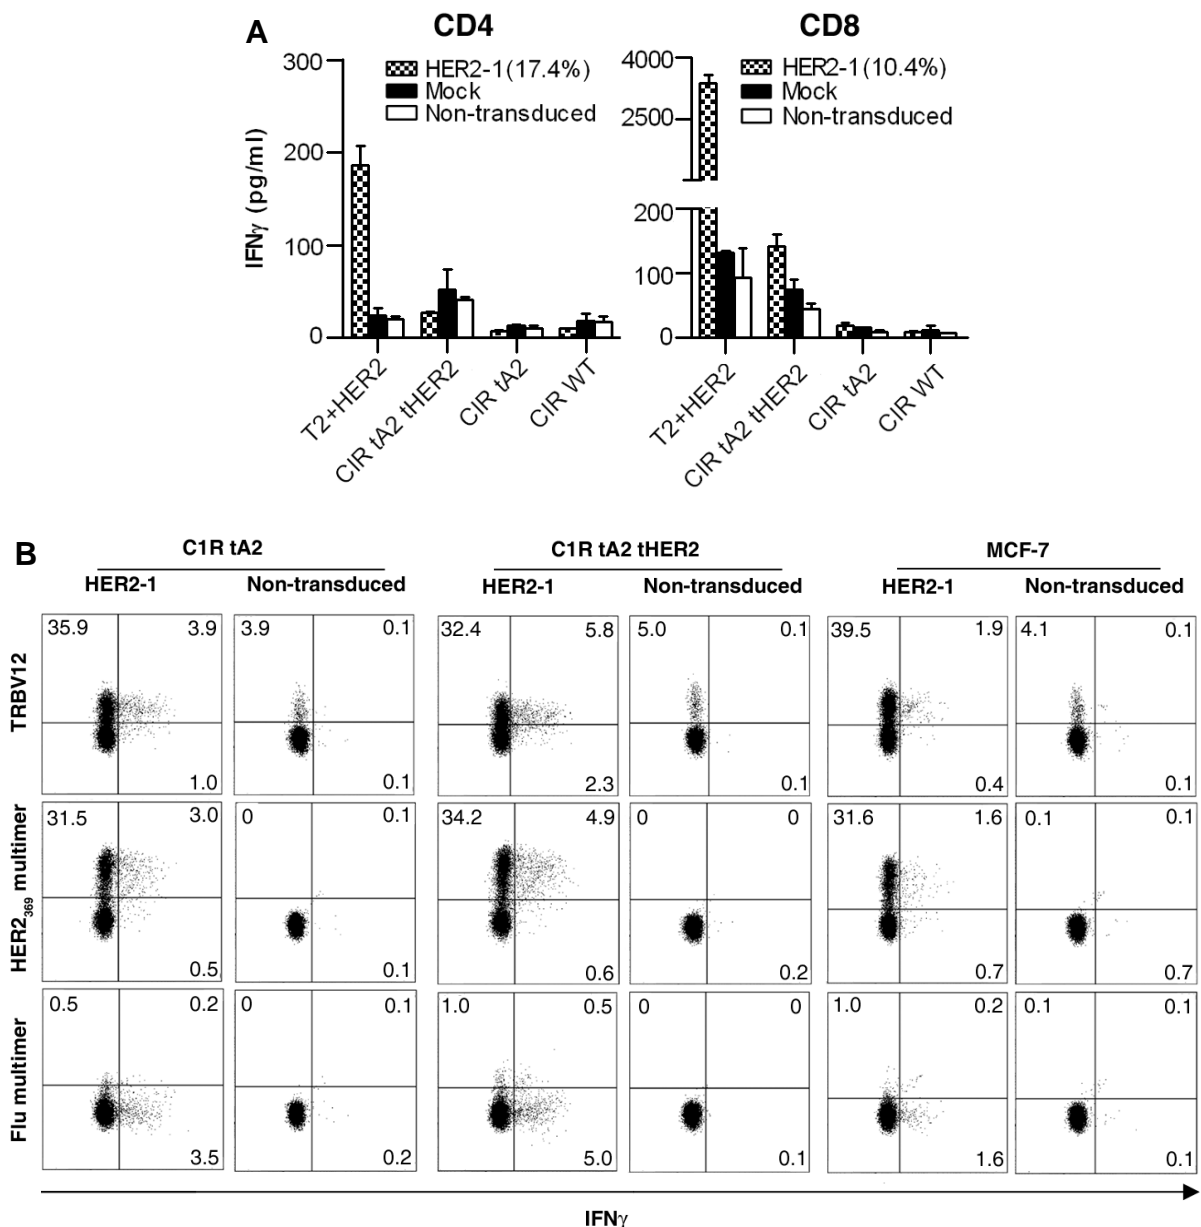 A
CD4
CD8
HER2-1(17.4%)
Mock
Non-transduced
HER2-1(10.4%)
Mock
Non-transduced
IFNγ (pg/ml)
300
200
100
0
4000
2500
200
100
0
T2+HER2
CIR tA2 tHER2
CIR tA2
CIR WT
T2+HER2
CIR tA2 tHER2
CIR tA2
CIR WT
B
C1R tA2
C1R tA2 tHER2
MCF-7
HER2-1
Non-transduced
HER2-1
Non-transduced
HER2-1
Non-transduced
TRBV12
35.9 3.9
1.0
3.9 0.1
0.1
32.4 5.8
2.3
5.0 0.1
0.1
39.5 1.9
0.4
4.1 0.1
0.1
HER2369 multimer
31.5 3.0
0.5
0 0.1
0.1
34.2 4.9
0.6
0 0
0.2
31.6 1.6
0.7
0.1 0.1
0.7
Flu multimer
0.5 0.2
3.5
0 0.1
0.2
1.0 0.5
5.0
0 0
0.1
1.0 0.2
1.6
0.1 0.1
0.1
IFNγ